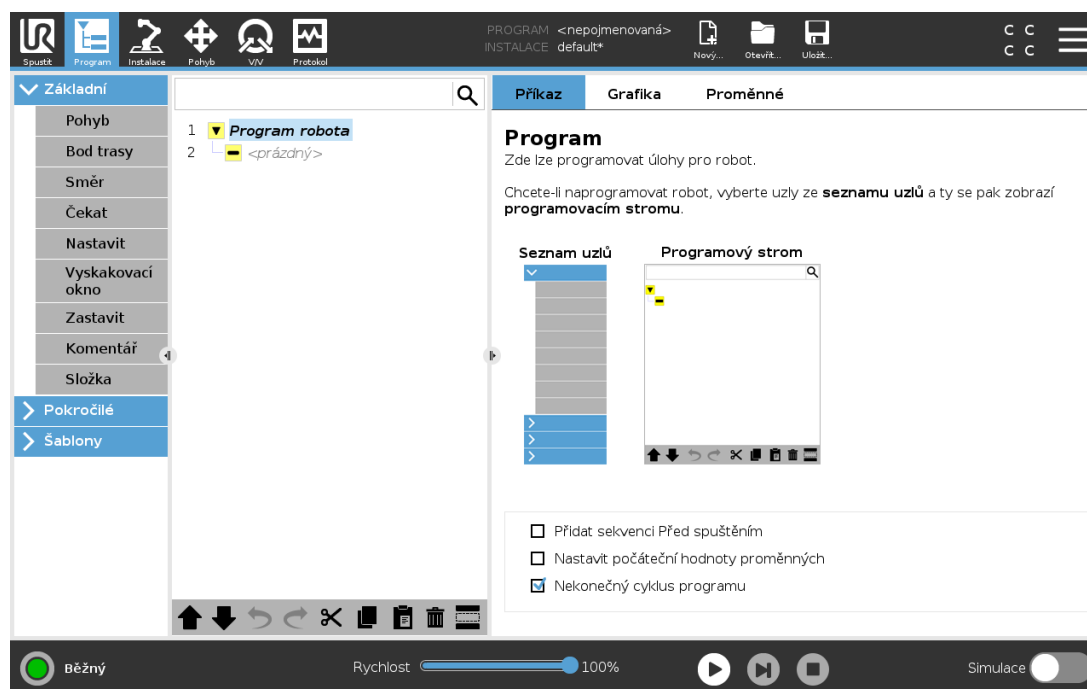 PROGRAM <nepojmenovaná>
INSTALACE default*
Spustit Program Instalace Pohyb V/V Protokol Nový... Otevřít... Uložit...
C C
C C
Základní
Pohyb
Bod trasy
Směr
Čekat
Nastavit
Vyskakovací
okno
Zastavit
Komentář
Složka
Pokročilé
Šablony
1 Program robota
2 <prázdný>
Příkaz Grafika Proměnné
Program
Zde lze programovat úlohy pro robot.
Chcete-li naprogramovat robot, vyberte uzly ze seznamu uzlů a ty se pak zobrazí
programovacím stromu.
Seznam uzlů Programový strom
Přidat sekvenci Před spuštěním
Nastavit počáteční hodnoty proměnných
Nekonečný cyklus programu
Běžný Rychlost 100% Simulace